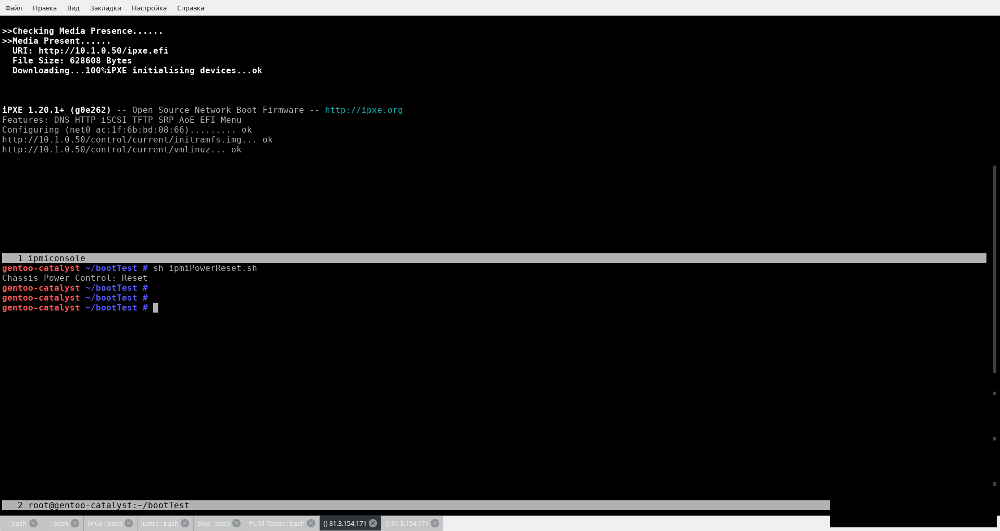 Файл Правка Вид Закладки Настройка Справка
>>Checking Media Presence......
>>Media Present......
  URI: http://10.1.0.50/ipxe.efi
  File Size: 628608 Bytes
  Downloading...100%iPXE initialising devices...ok
iPXE 1.20.1+ (g0e262) -- Open Source Network Boot Firmware -- http://ipxe.org
Features: DNS HTTP iSCSI TFTP SRP AoE EFI Menu
Configuring (net0 ac:1f:6b:bd:08:66)......... ok
http://10.1.0.50/control/current/initramfs.img... ok
http://10.1.0.50/control/current/vmlinuz... ok
1 ipmiconsole
gentoo-catalyst ~/bootTest # sh ipmiPowerReset.sh
Chassis Power Control: Reset
gentoo-catalyst ~/bootTest #
gentoo-catalyst ~/bootTest #
gentoo-catalyst ~/bootTest #
2 root@gentoo-catalyst:~/bootTest
- : bash - : bash linux : bash lustre : bash tmp : bash PUM-Tester : bash () 81.3.154.171 () 81.3.154.171